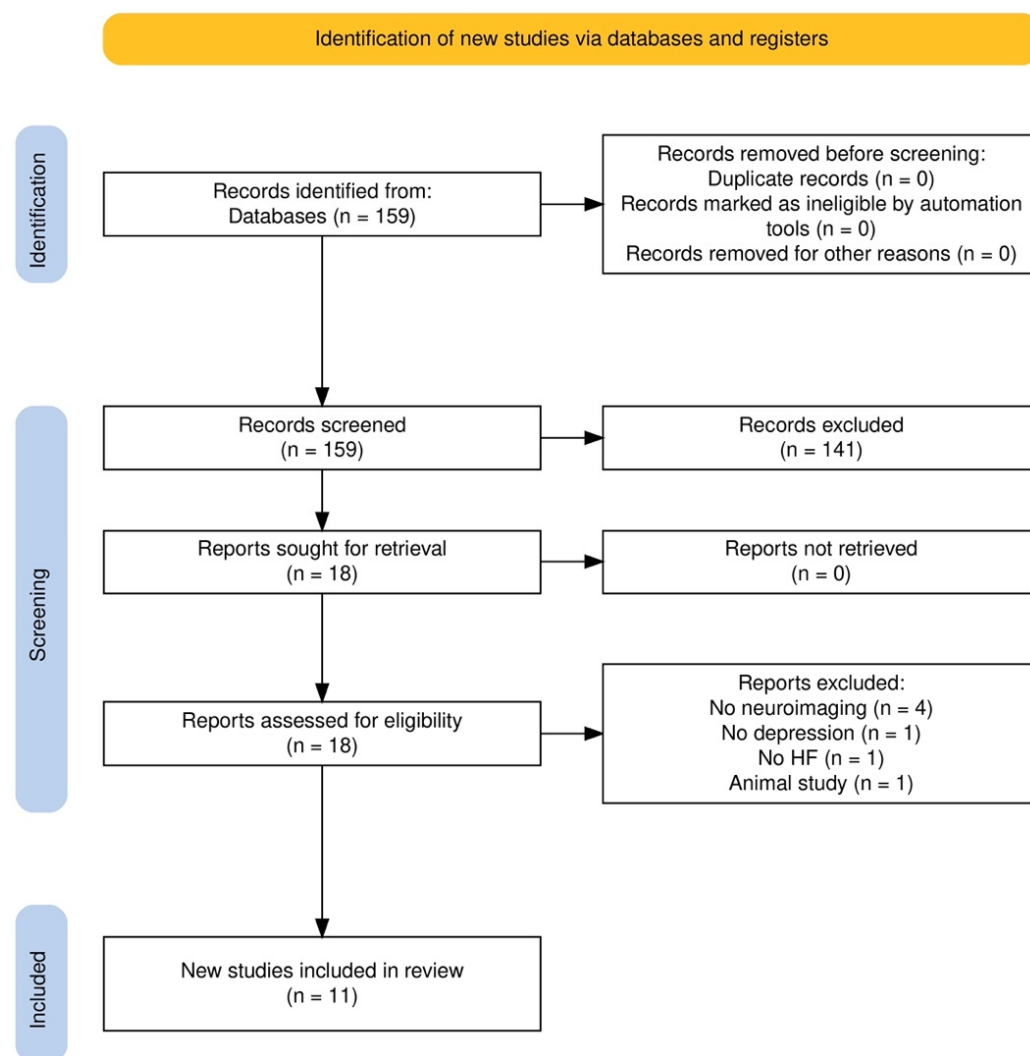 Identification of new studies via databases and registers
Identification
Records identified from:
Databases (n = 159)
Records removed before screening:
Duplicate records (n = 0)
Records marked as ineligible by automation
tools (n = 0)
Records removed for other reasons (n = 0)
Screening
Records screened
(n = 159)
Records excluded
(n = 141)
Reports sought for retrieval
(n = 18)
Reports not retrieved
(n = 0)
Reports assessed for eligibility
(n = 18)
Reports excluded:
No neuroimaging (n = 4)
No depression (n = 1)
No HF (n = 1)
Animal study (n = 1)
Included
New studies included in review
(n = 11)